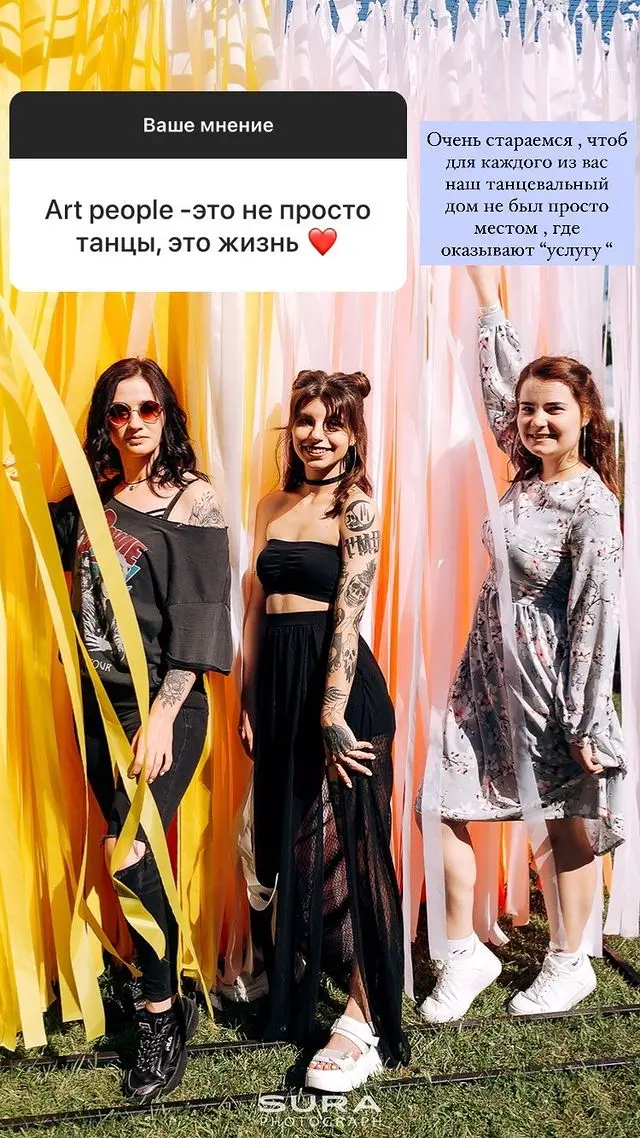 Ваше мнение
Art people -это не просто
танцы, это жизнь ❤️
Очень стараемся , чтоб
для каждого из вас
наш танцевальный
дом не был просто
местом , где
оказывают “услугу “
TOUR
SURA
PHOTOGRAPH